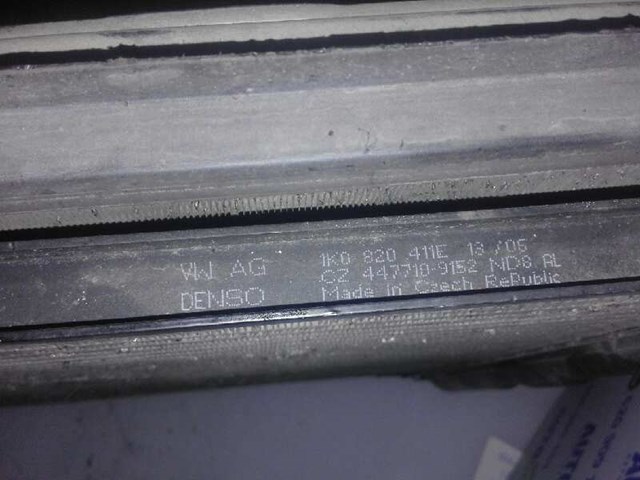 VW AG 1K0 820 411E 13/05
DENSO CZ 447710-9152 ND8 AL
Made in Czech RePublic